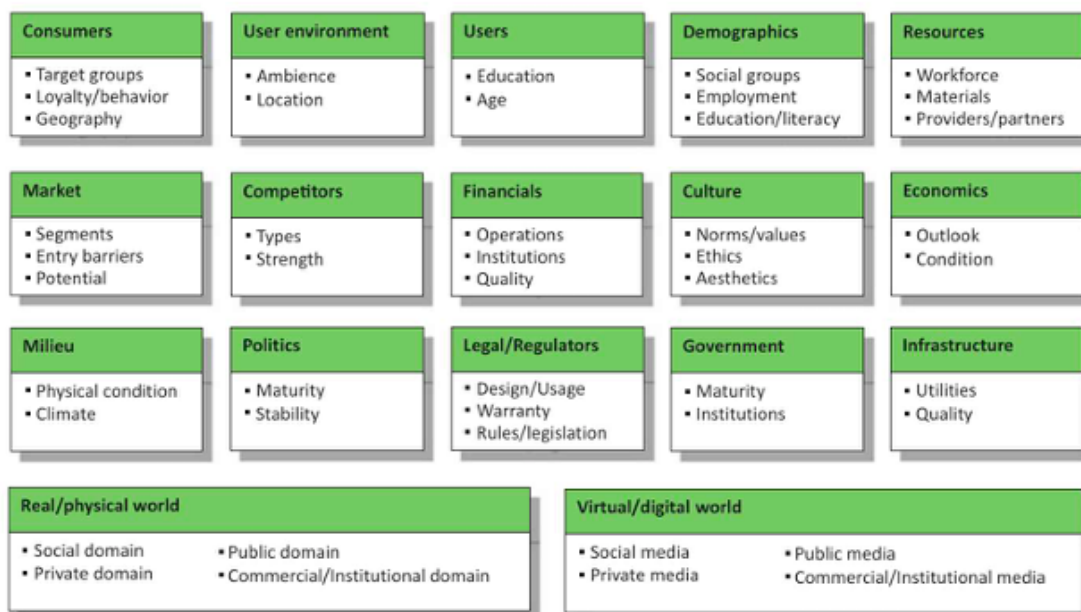 Consumers
▪ Target groups
▪ Loyalty/behavior
▪ Geography
User environment
▪ Ambience
▪ Location
Users
▪ Education
▪ Age
Demographics
▪ Social groups
▪ Employment
▪ Education/literacy
Resources
▪ Workforce
▪ Materials
▪ Providers/partners
Market
▪ Segments
▪ Entry barriers
▪ Potential
Competitors
▪ Types
▪ Strength
Financials
▪ Operations
▪ Institutions
▪ Quality
Culture
▪ Norms/values
▪ Ethics
▪ Aesthetics
Economics
▪ Outlook
▪ Condition
Milieu
▪ Physical condition
▪ Climate
Politics
▪ Maturity
▪ Stability
Legal/Regulators
▪ Design/Usage
▪ Warranty
▪ Rules/legislation
Government
▪ Maturity
▪ Institutions
Infrastructure
▪ Utilities
▪ Quality
Real/physical world
▪ Social domain
▪ Private domain
▪ Public domain
▪ Commercial/Institutional domain
Virtual/digital world
▪ Social media
▪ Private media
▪ Public media
▪ Commercial/Institutional media